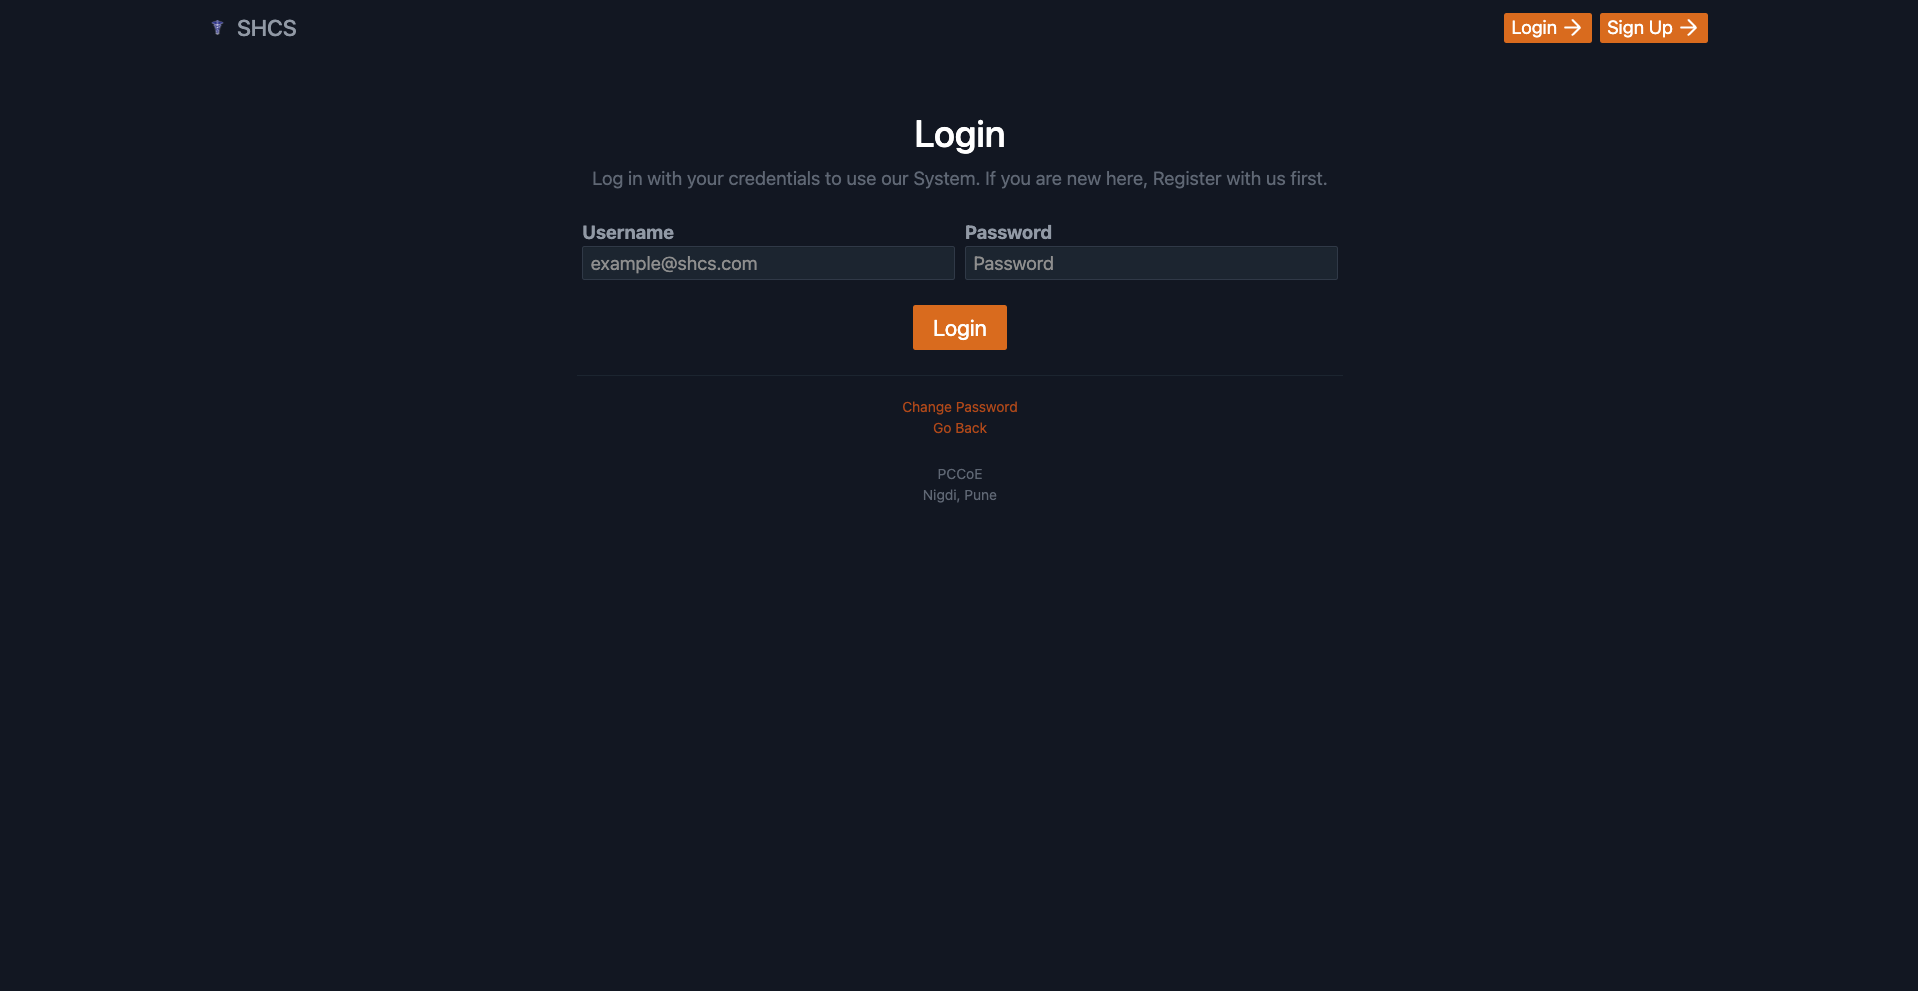 SHCS
Login
Sign Up
Login
Log in with your credentials to use our System. If you are new here, Register with us first.
Username
Password
example@shcs.com
Password
Login
Change Password
Go Back
PCCoE
Nigdi, Pune